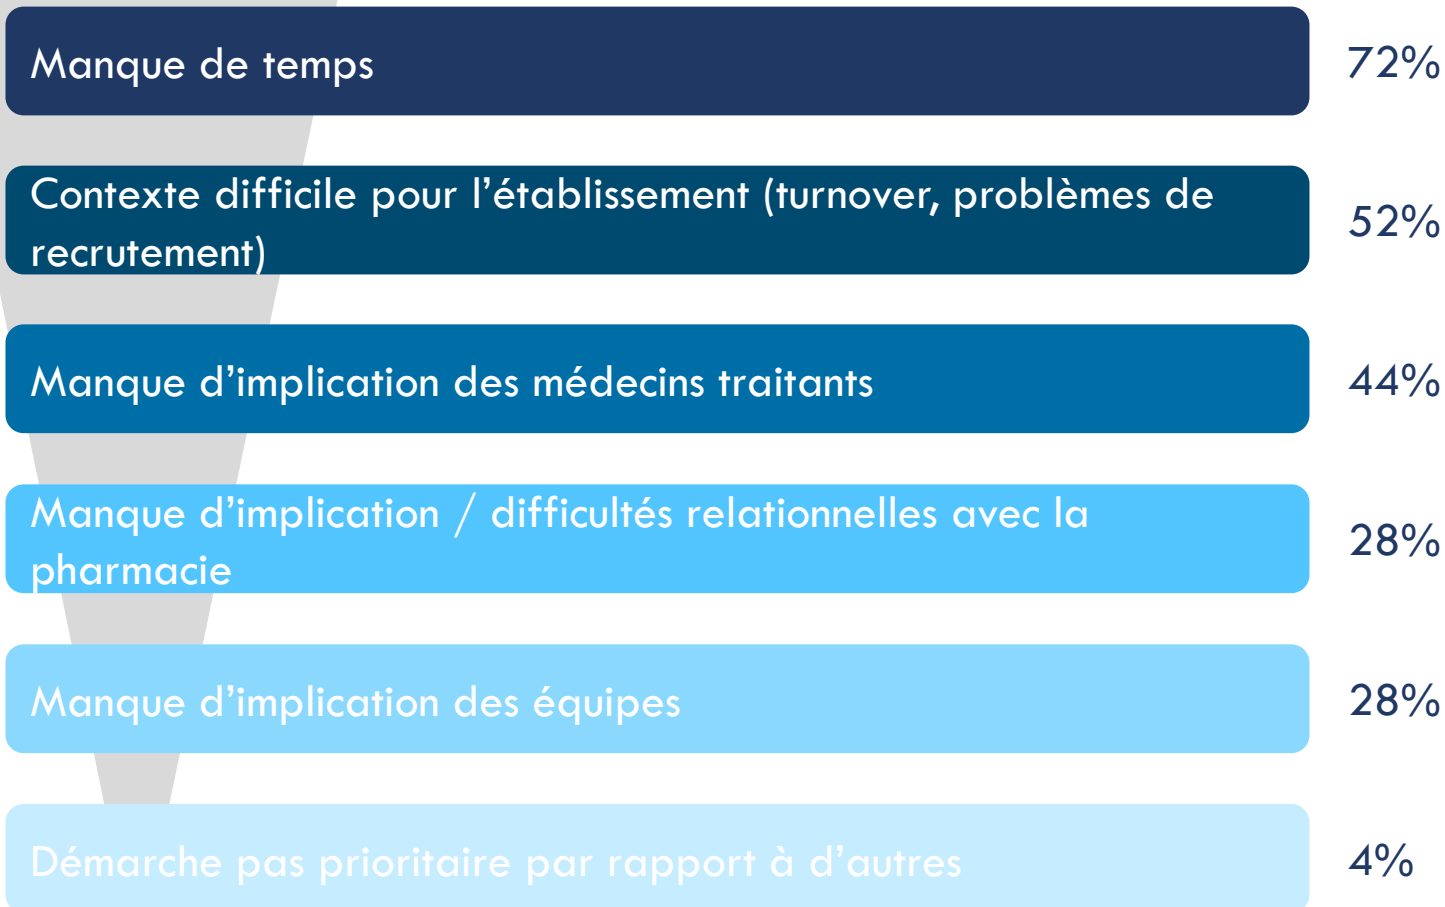 Manque de temps
72%
Contexte difficile pour l’établissement (turnover, problèmes de
recrutement)
52%
Manque d’implication des médecins traitants
44%
Manque d’implication / difficultés relationnelles avec la
pharmacie
28%
Manque d’implication des équipes
28%
Démarche pas prioritaire par rapport à d’autres
4%